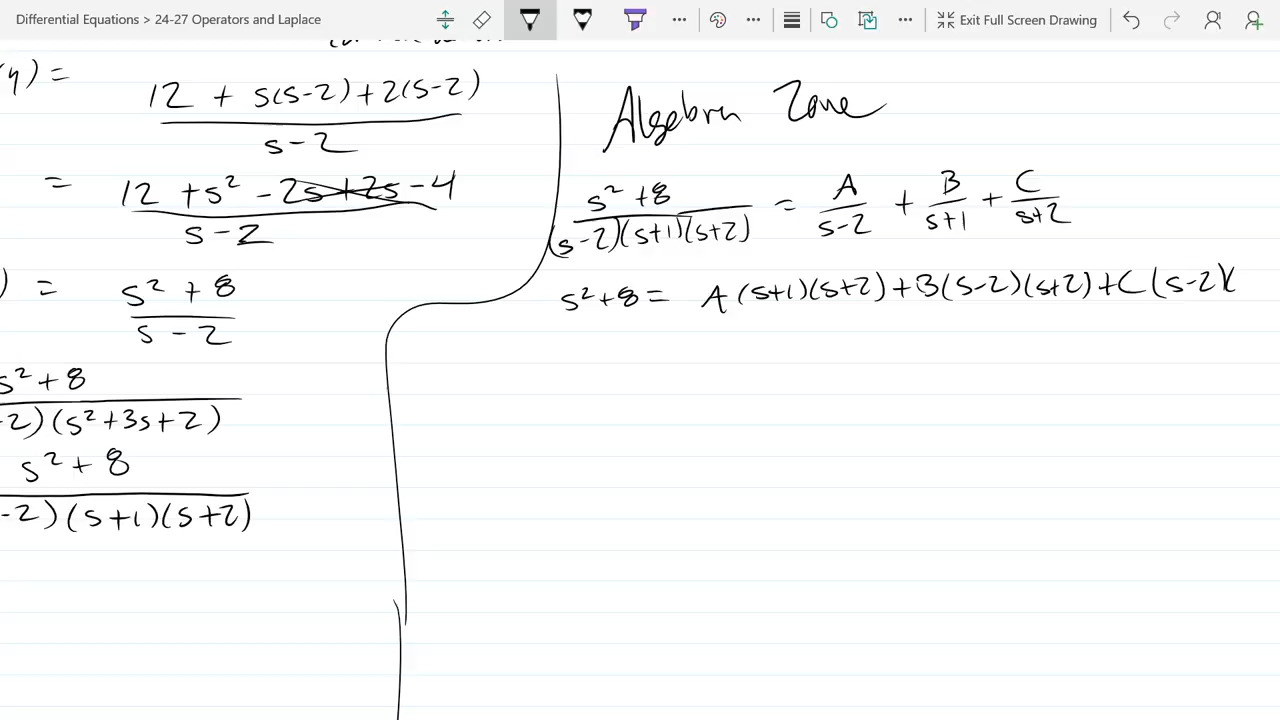 Differential Equations > 24-27 Operators and Laplace
Exit Full Screen Drawing
y) =
12 + s(s-2)+2(s-2)
s-2
= 12 + s² - 2s+2s - 4
s-2
) = s² + 8
s - 2
s² + 8
-2)(s²+3s+2)
s² + 8
-2)(s+1)(s+2)
Algebra Zone
s² + 8 / (s-2)(s+1)(s+2) = A / s-2 + B / s+1 + C / s+2
s²+8 = A(s+1)(s+2)+B(s-2)(s+2)+C(s-2)(